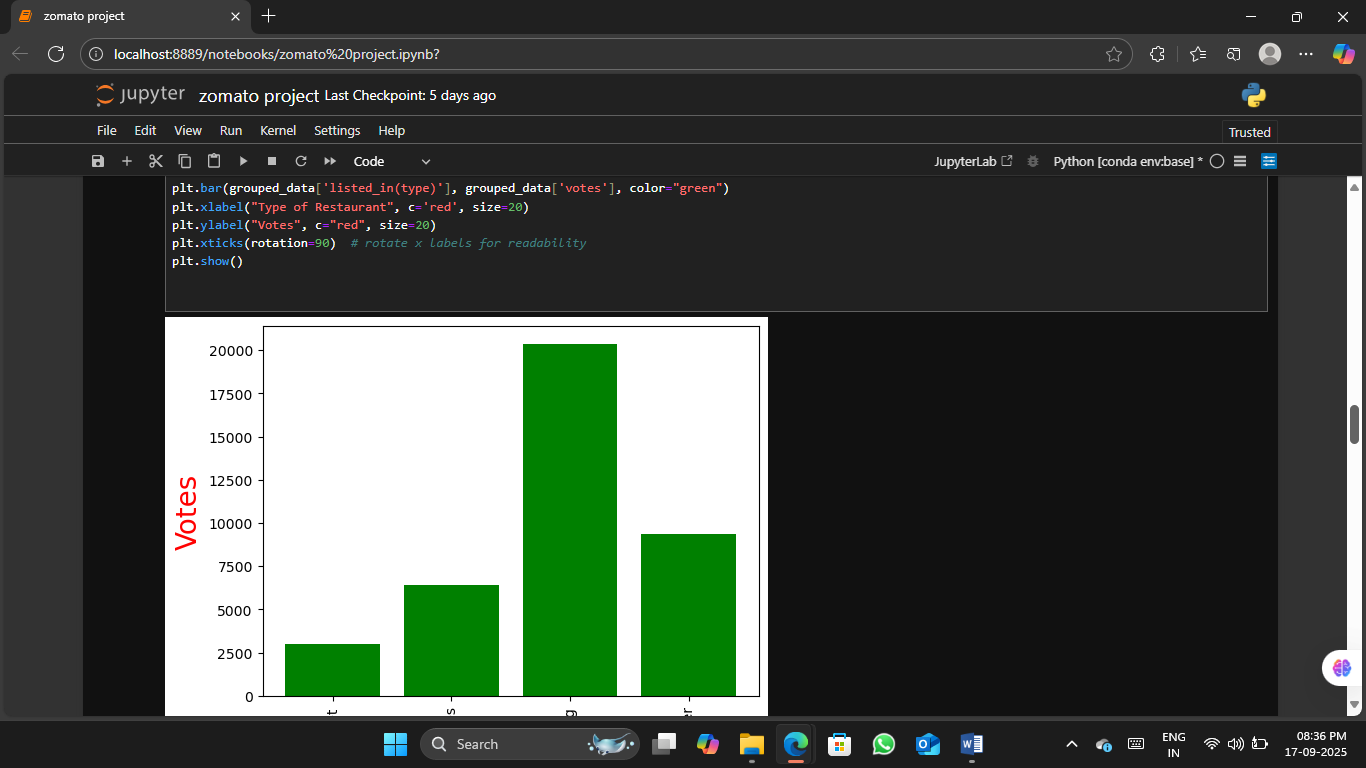 zomato project
localhost:8889/notebooks/zomato%20project.ipynb?
jupyter zomato project Last Checkpoint: 5 days ago
File Edit View Run Kernel Settings Help
Trusted
Code
JupyterLab
Python [conda env:base] *
plt.bar(grouped_data['listed_in(type)'], grouped_data['votes'], color="green")
plt.xlabel("Type of Restaurant", c='red', size=20)
plt.ylabel("Votes", c="red", size=20)
plt.xticks(rotation=90)  # rotate x labels for readability
plt.show()
Votes
20000
17500
15000
12500
10000
7500
5000
2500
0
t s g er
Search
ENG
IN
08:36 PM
17-09-2025